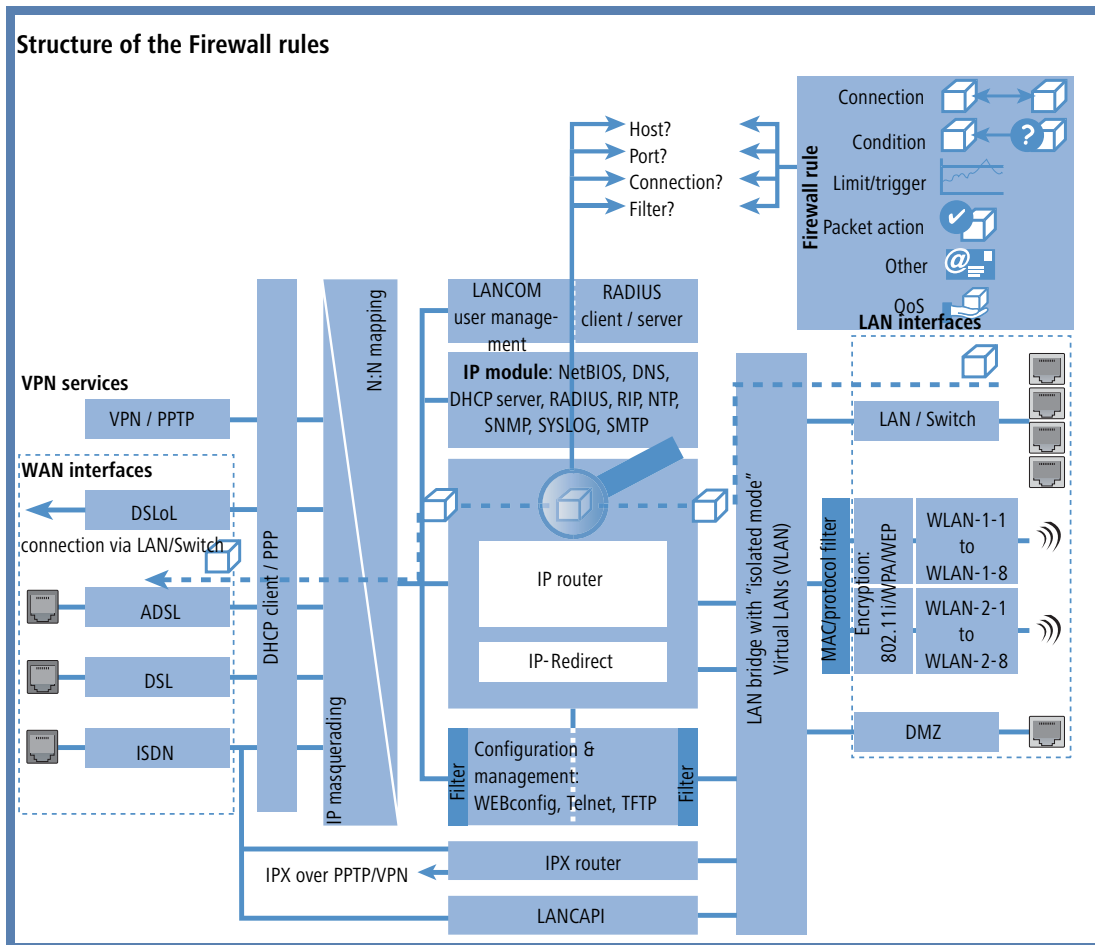 Structure of the Firewall rules
Host?
Port?
Connection?
Filter?
Firewall rule
Connection
?
Condition
Limit/trigger
Packet action
Other
@
QoS
LAN interfaces
LANCOM
user manage-
ment
RADIUS
client / server
IP module: NetBIOS, DNS,
DHCP server, RADIUS, RIP, NTP,
SNMP, SYSLOG, SMTP
N:N mapping
IP masquerading
DHCP client / PPP
VPN services
VPN / PPTP
WAN interfaces
DSLoL
connection via LAN/Switch
ADSL
DSL
ISDN
IP router
IP-Redirect
Filter
Configuration &
management:
WEBconfig, Telnet, TFTP
Filter
IPX router
IPX over PPTP/VPN
LANCAPI
LAN bridge with “isolated mode”
Virtual LANs (VLAN)
LAN / Switch
MAC/protocol filter
Encryption:
802.11i/WPA/WEP
WLAN-1-1
to
WLAN-1-8
WLAN-2-1
to
WLAN-2-8
DMZ